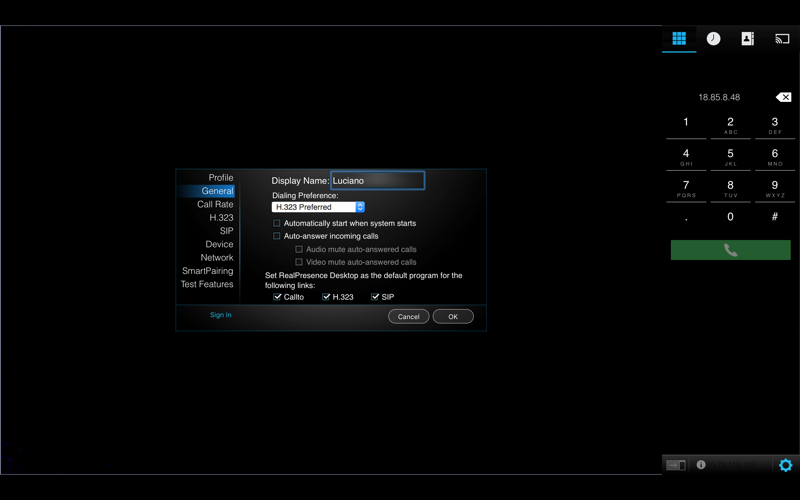 Profile
General
Call Rate
H.323
SIP
Device
Network
SmartPairing
Test Features
Sign In
Display Name: Luciano
Dialing Preference:
H.323 Preferred
Automatically start when system starts
Auto-answer incoming calls
Audio mute auto-answered calls
Video mute auto-answered calls
Set RealPresence Desktop as the default program for the
following links:
Callto H.323 SIP
Cancel OK
18.85.8.48
1 2 3
ABC DEF
4 5 6
GHI JKL MNO
7 8 9
PQRS TUV WXYZ
. 0 #